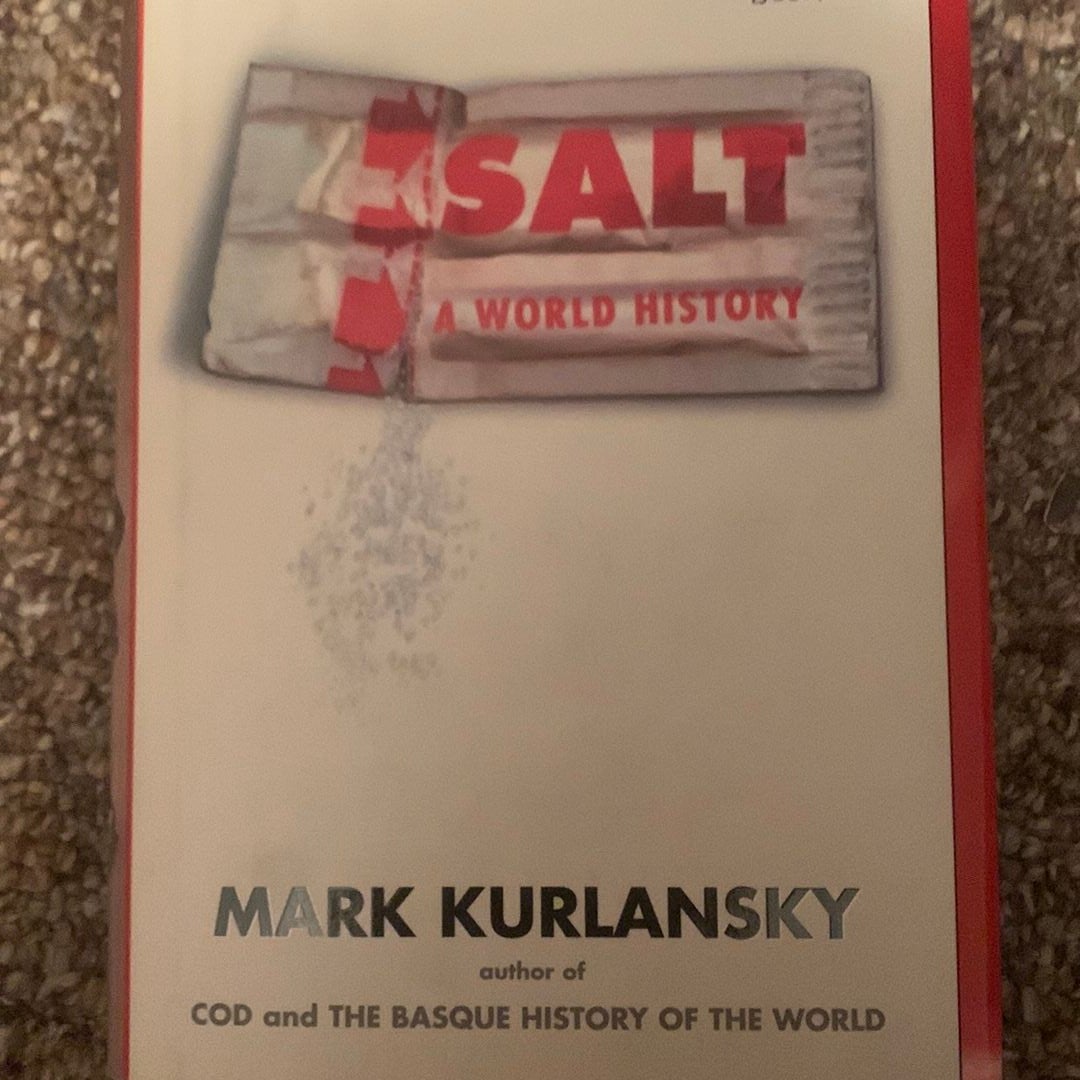 SALT
A WORLD HISTORY
MARK KURLANSKY
author of
COD and THE BASQUE HISTORY OF THE WORLD